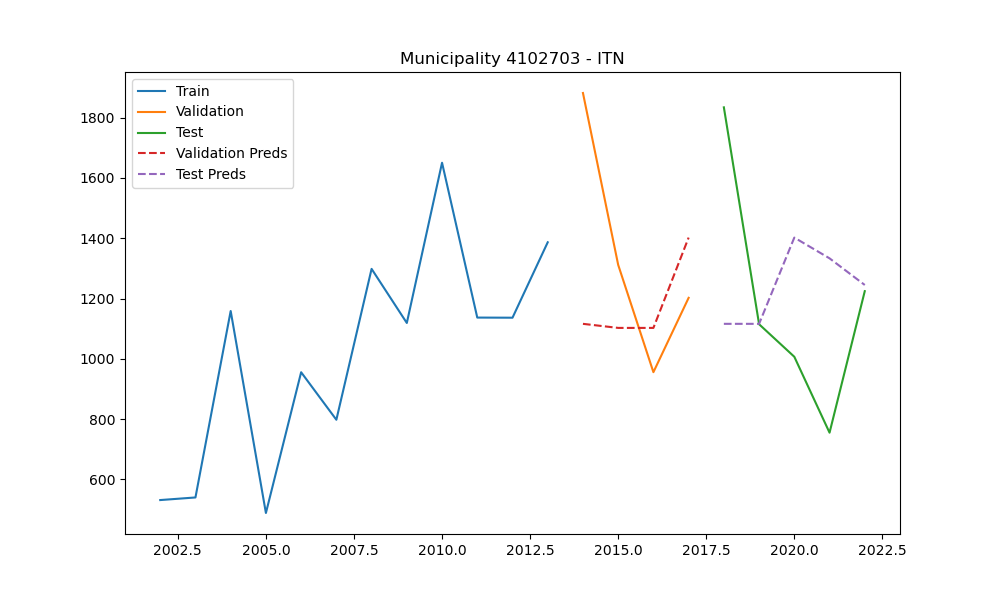 Municipality 4102703 - ITN
Train
Validation
Test
Validation Preds
Test Preds
1800
1600
1400
1200
1000
800
600
2002.5 2005.0 2007.5 2010.0 2012.5 2015.0 2017.5 2020.0 2022.5